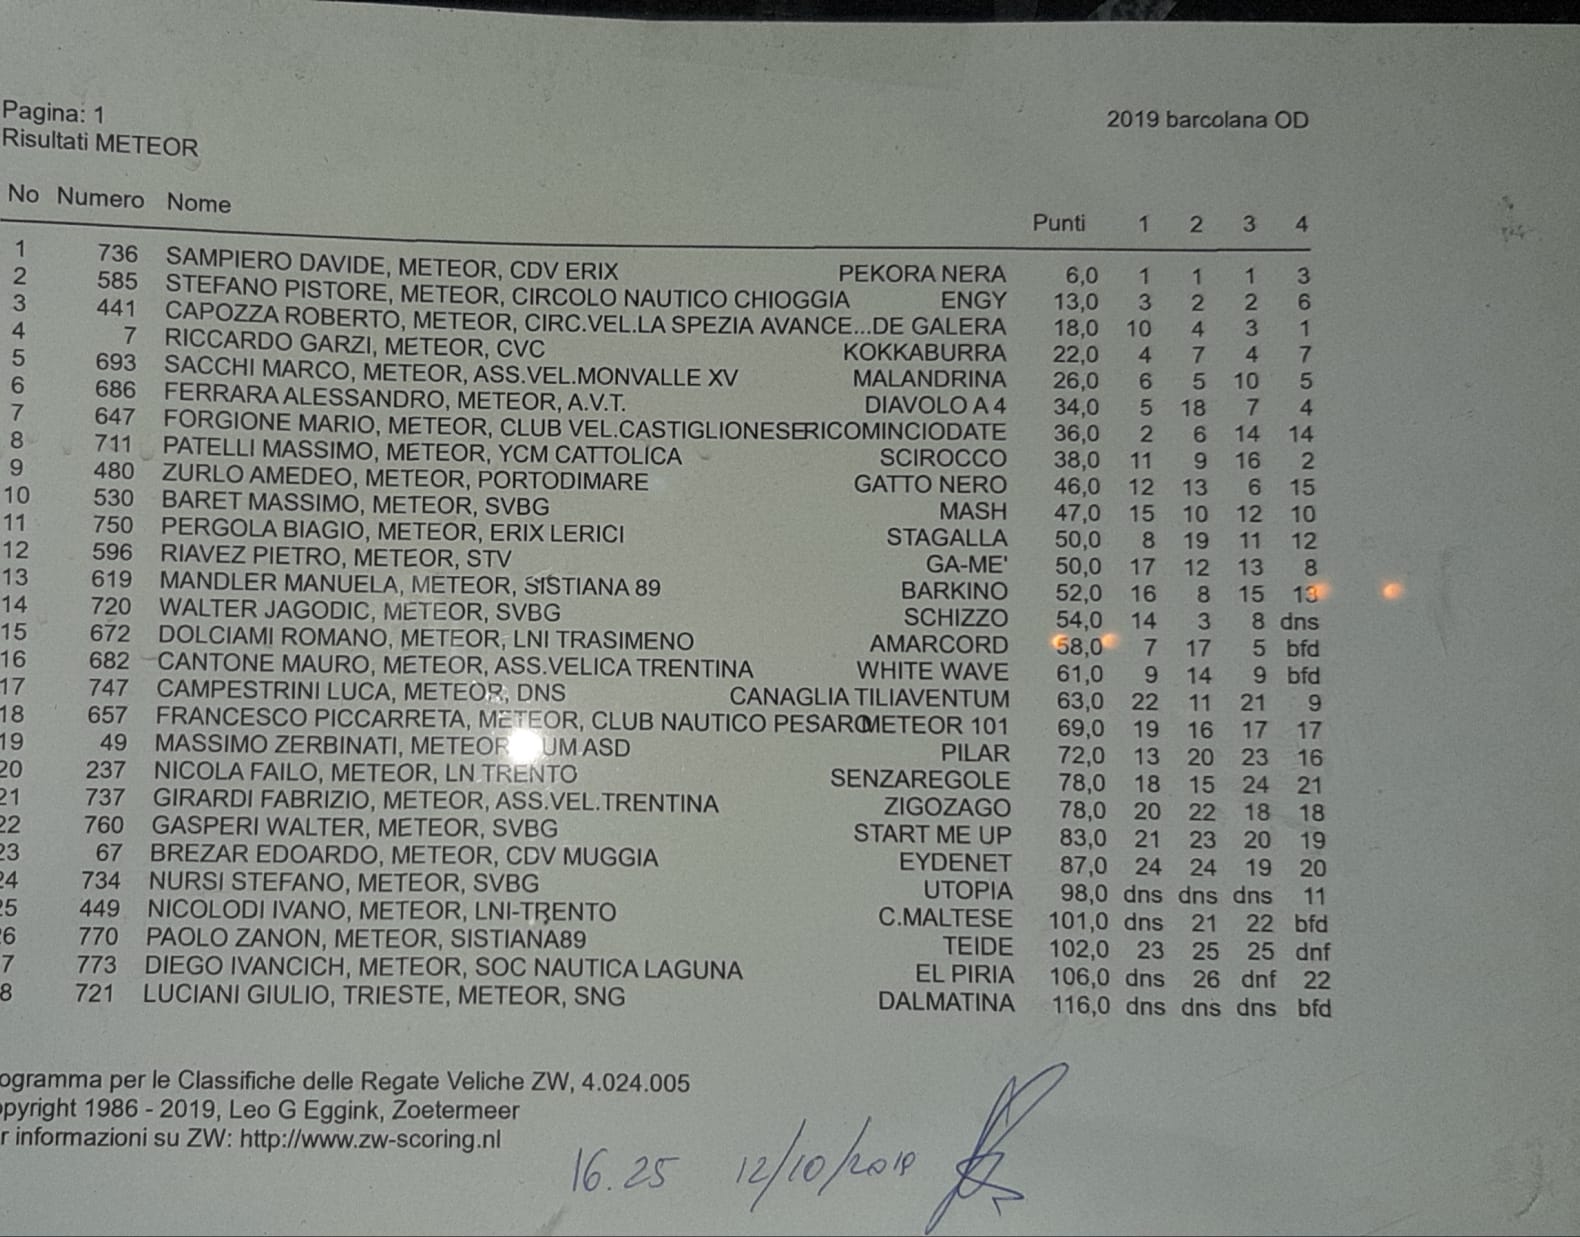 Pagina: 1 2019 barcolana OD
Risultati METEOR
No Numero Nome Punti 1 2 3 4
1 736 SAMPIERO DAVIDE, METEOR, CDV ERIX PEKORA NERA 6,0 1 1 1 3
2 585 STEFANO PISTORE, METEOR, CIRCOLO NAUTICO CHIOGGIA ENGY 13,0 3 2 2 6
3 441 CAPOZZA ROBERTO, METEOR, CIRC.VEL.LA SPEZIA AVANCE...DE GALERA 18,0 10 4 3 1
4 7 RICCARDO GARZI, METEOR, CVC KOKKABURRA 22,0 4 7 4 7
5 693 SACCHI MARCO, METEOR, ASS.VEL.MONVALLE XV MALANDRINA 26,0 6 5 10 5
6 686 FERRARA ALESSANDRO, METEOR, A.V.T. DIAVOLO A 4 34,0 5 18 7 4
7 647 FORGIONE MARIO, METEOR, CLUB VEL.CASTIGLIONESERICOMINCIODATE 36,0 2 6 14 14
8 711 PATELLI MASSIMO, METEOR, YCM CATTOLICA SCIROCCO 38,0 11 9 16 2
9 480 ZURLO AMEDEO, METEOR, PORTODIMARE GATTO NERO 46,0 12 13 6 15
10 530 BARET MASSIMO, METEOR, SVBG MASH 47,0 15 10 12 10
11 750 PERGOLA BIAGIO, METEOR, ERIX LERICI STAGALLA 50,0 8 19 11 12
12 596 RIAVEZ PIETRO, METEOR, STV GA-ME' 50,0 17 12 13 8
13 619 MANDLER MANUELA, METEOR, SISTIANA 89 BARKINO 52,0 16 8 15 13
14 720 WALTER JAGODIC, METEOR, SVBG SCHIZZO 54,0 14 3 8 dns
15 672 DOLCIAMI ROMANO, METEOR, LNI TRASIMENO AMARCORD 58,0 7 17 5 bfd
16 682 CANTONE MAURO, METEOR, ASS.VELICA TRENTINA WHITE WAVE 61,0 9 14 9 bfd
17 747 CAMPESTRINI LUCA, METEOR, DNS CANAGLIA TILIAVENTUM 63,0 22 11 21 9
18 657 FRANCESCO PICCARRETA, METEOR, CLUB NAUTICO PESARO METEOR 101 69,0 19 16 17 17
19 49 MASSIMO ZERBINATI, METEOR UM ASD PILAR 72,0 13 20 23 16
20 237 NICOLA FAILO, METEOR, LN TRENTO SENZAREGOLE 78,0 18 15 24 21
21 737 GIRARDI FABRIZIO, METEOR, ASS.VEL.TRENTINA ZIGOZAGO 78,0 20 22 18 18
22 760 GASPERI WALTER, METEOR, SVBG START ME UP 83,0 21 23 20 19
23 67 BREZAR EDOARDO, METEOR, CDV MUGGIA EYDENET 87,0 24 24 19 20
24 734 NURSI STEFANO, METEOR, SVBG UTOPIA 98,0 dns dns dns 11
25 449 NICOLODI IVANO, METEOR, LNI-TRENTO C.MALTESE 101,0 dns 21 22 bfd
6 770 PAOLO ZANON, METEOR, SISTIANA89 TEIDE 102,0 23 25 25 dnf
7 773 DIEGO IVANCICH, METEOR, SOC NAUTICA LAGUNA EL PIRIA 106,0 dns 26 dnf 22
8 721 LUCIANI GIULIO, TRIESTE, METEOR, SNG DALMATINA 116,0 dns dns dns bfd
ogramma per le Classifiche delle Regate Veliche ZW, 4.024.005
opyright 1986 - 2019, Leo G Eggink, Zoetermeer
r informazioni su ZW: http://www.zw-scoring.nl
16.25 12/10/2019